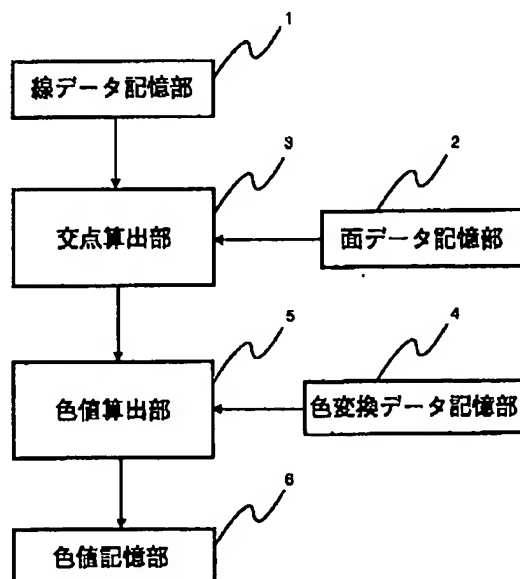 1
線データ記憶部
3
2
交点算出部
面データ記憶部
5
4
色値算出部
色変換データ記憶部
6
色値記憶部